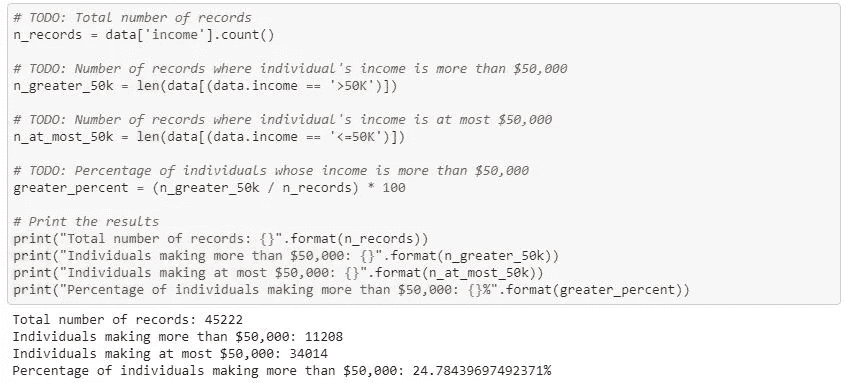 # TODO: Total number of records
n_records = data['income'].count()
# TODO: Number of records where individual's income is more than $50,000
n_greater_50k = len(data[(data.income == '>50K')])
# TODO: Number of records where individual's income is at most $50,000
n_at_most_50k = len(data[(data.income == '<=50K')])
# TODO: Percentage of individuals whose income is more than $50,000
greater_percent = (n_greater_50k / n_records) * 100
# Print the results
print("Total number of records: {}".format(n_records))
print("Individuals making more than $50,000: {}".format(n_greater_50k))
print("Individuals making at most $50,000: {}".format(n_at_most_50k))
print("Percentage of individuals making more than $50,000: {}%".format(greater_percent))
Total number of records: 45222
Individuals making more than $50,000: 11208
Individuals making at most $50,000: 34014
Percentage of individuals making more than $50,000: 24.78439697492371%